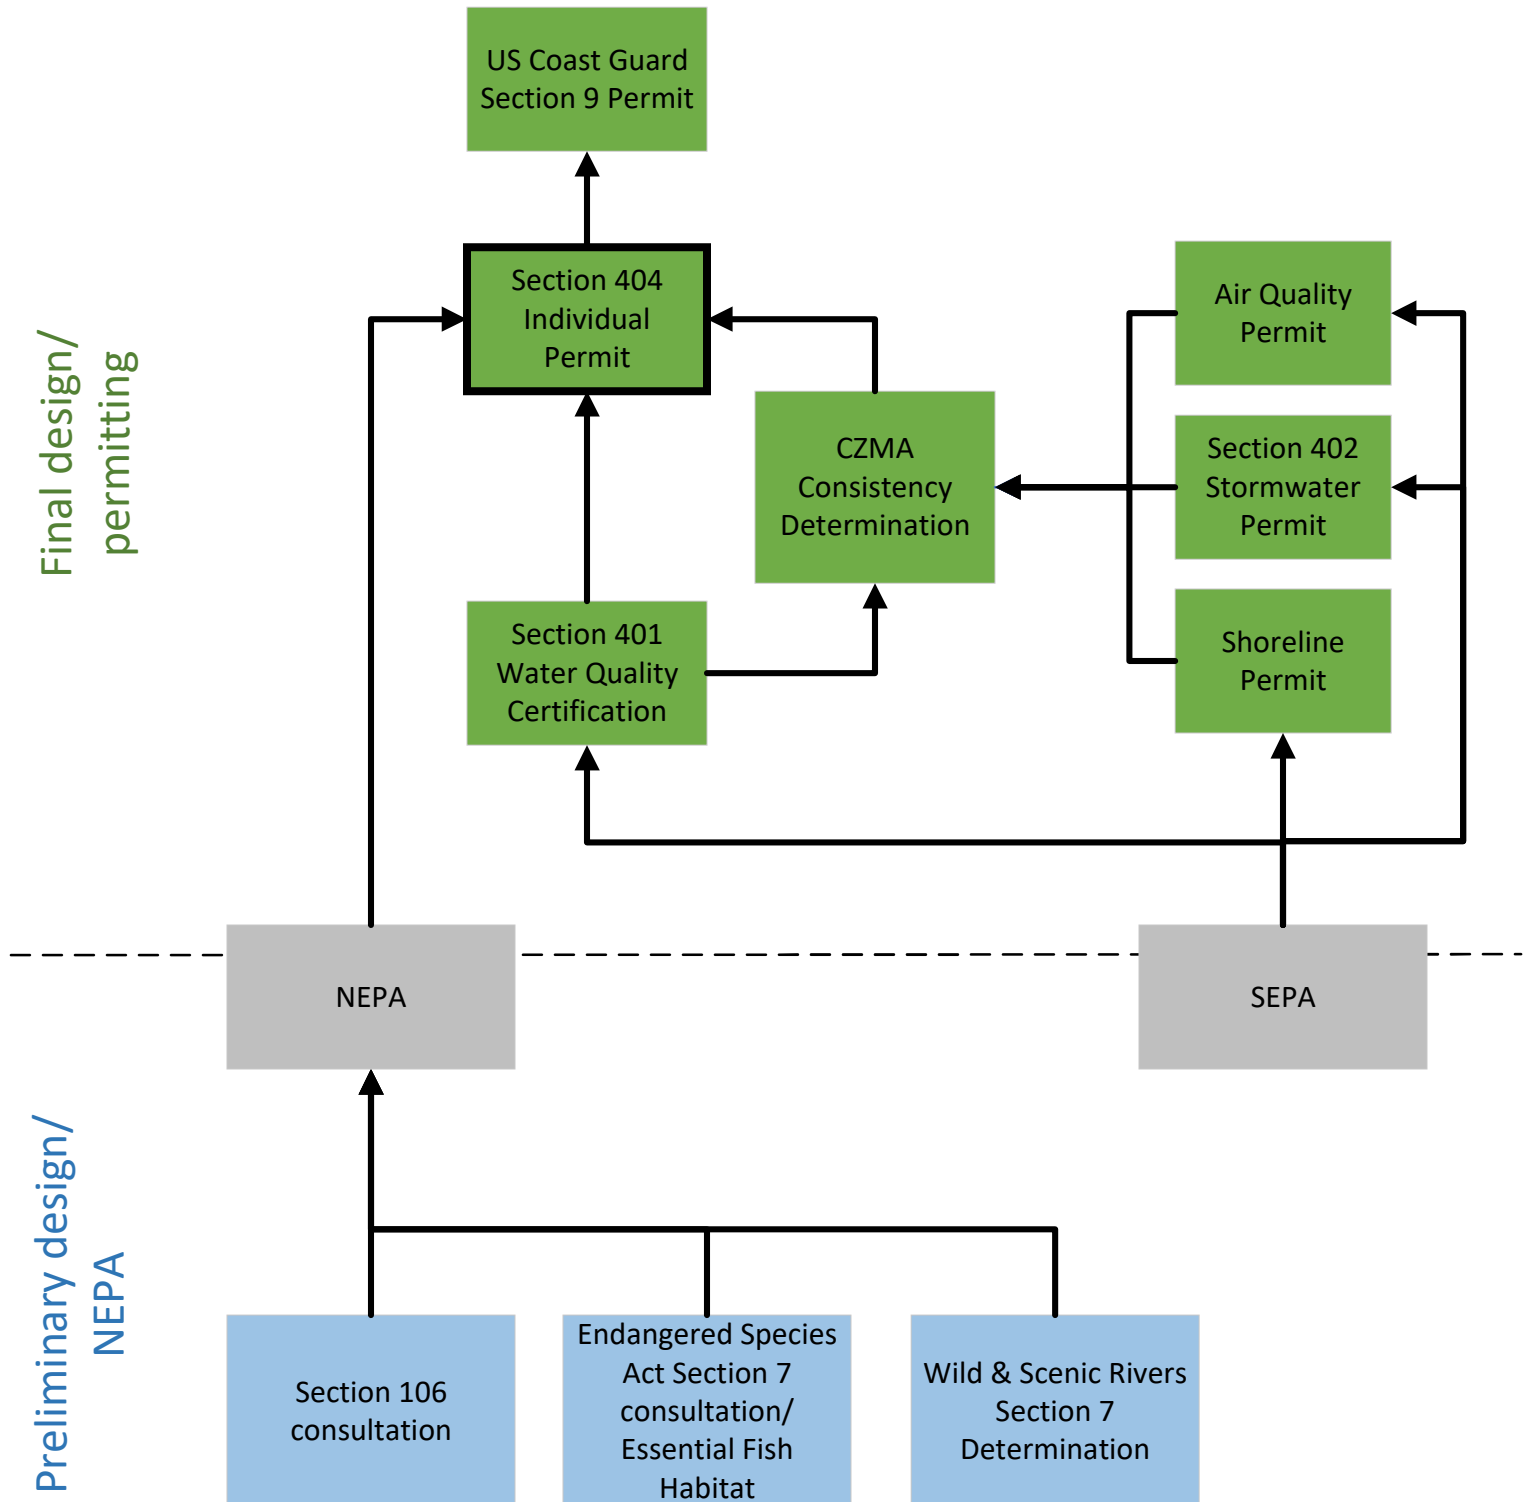 US Coast Guard
Section 9 Permit
Section 404
Individual
Permit
Air Quality
Permit
CZMA
Consistency
Determination
Section 402
Stormwater
Permit
Section 401
Water Quality
Certification
Shoreline
Permit
Final design/
permitting
NEPA
SEPA
Preliminary design/
NEPA
Section 106
consultation
Endangered Species
Act Section 7
consultation/
Essential Fish
Habitat
Wild & Scenic Rivers
Section 7
Determination